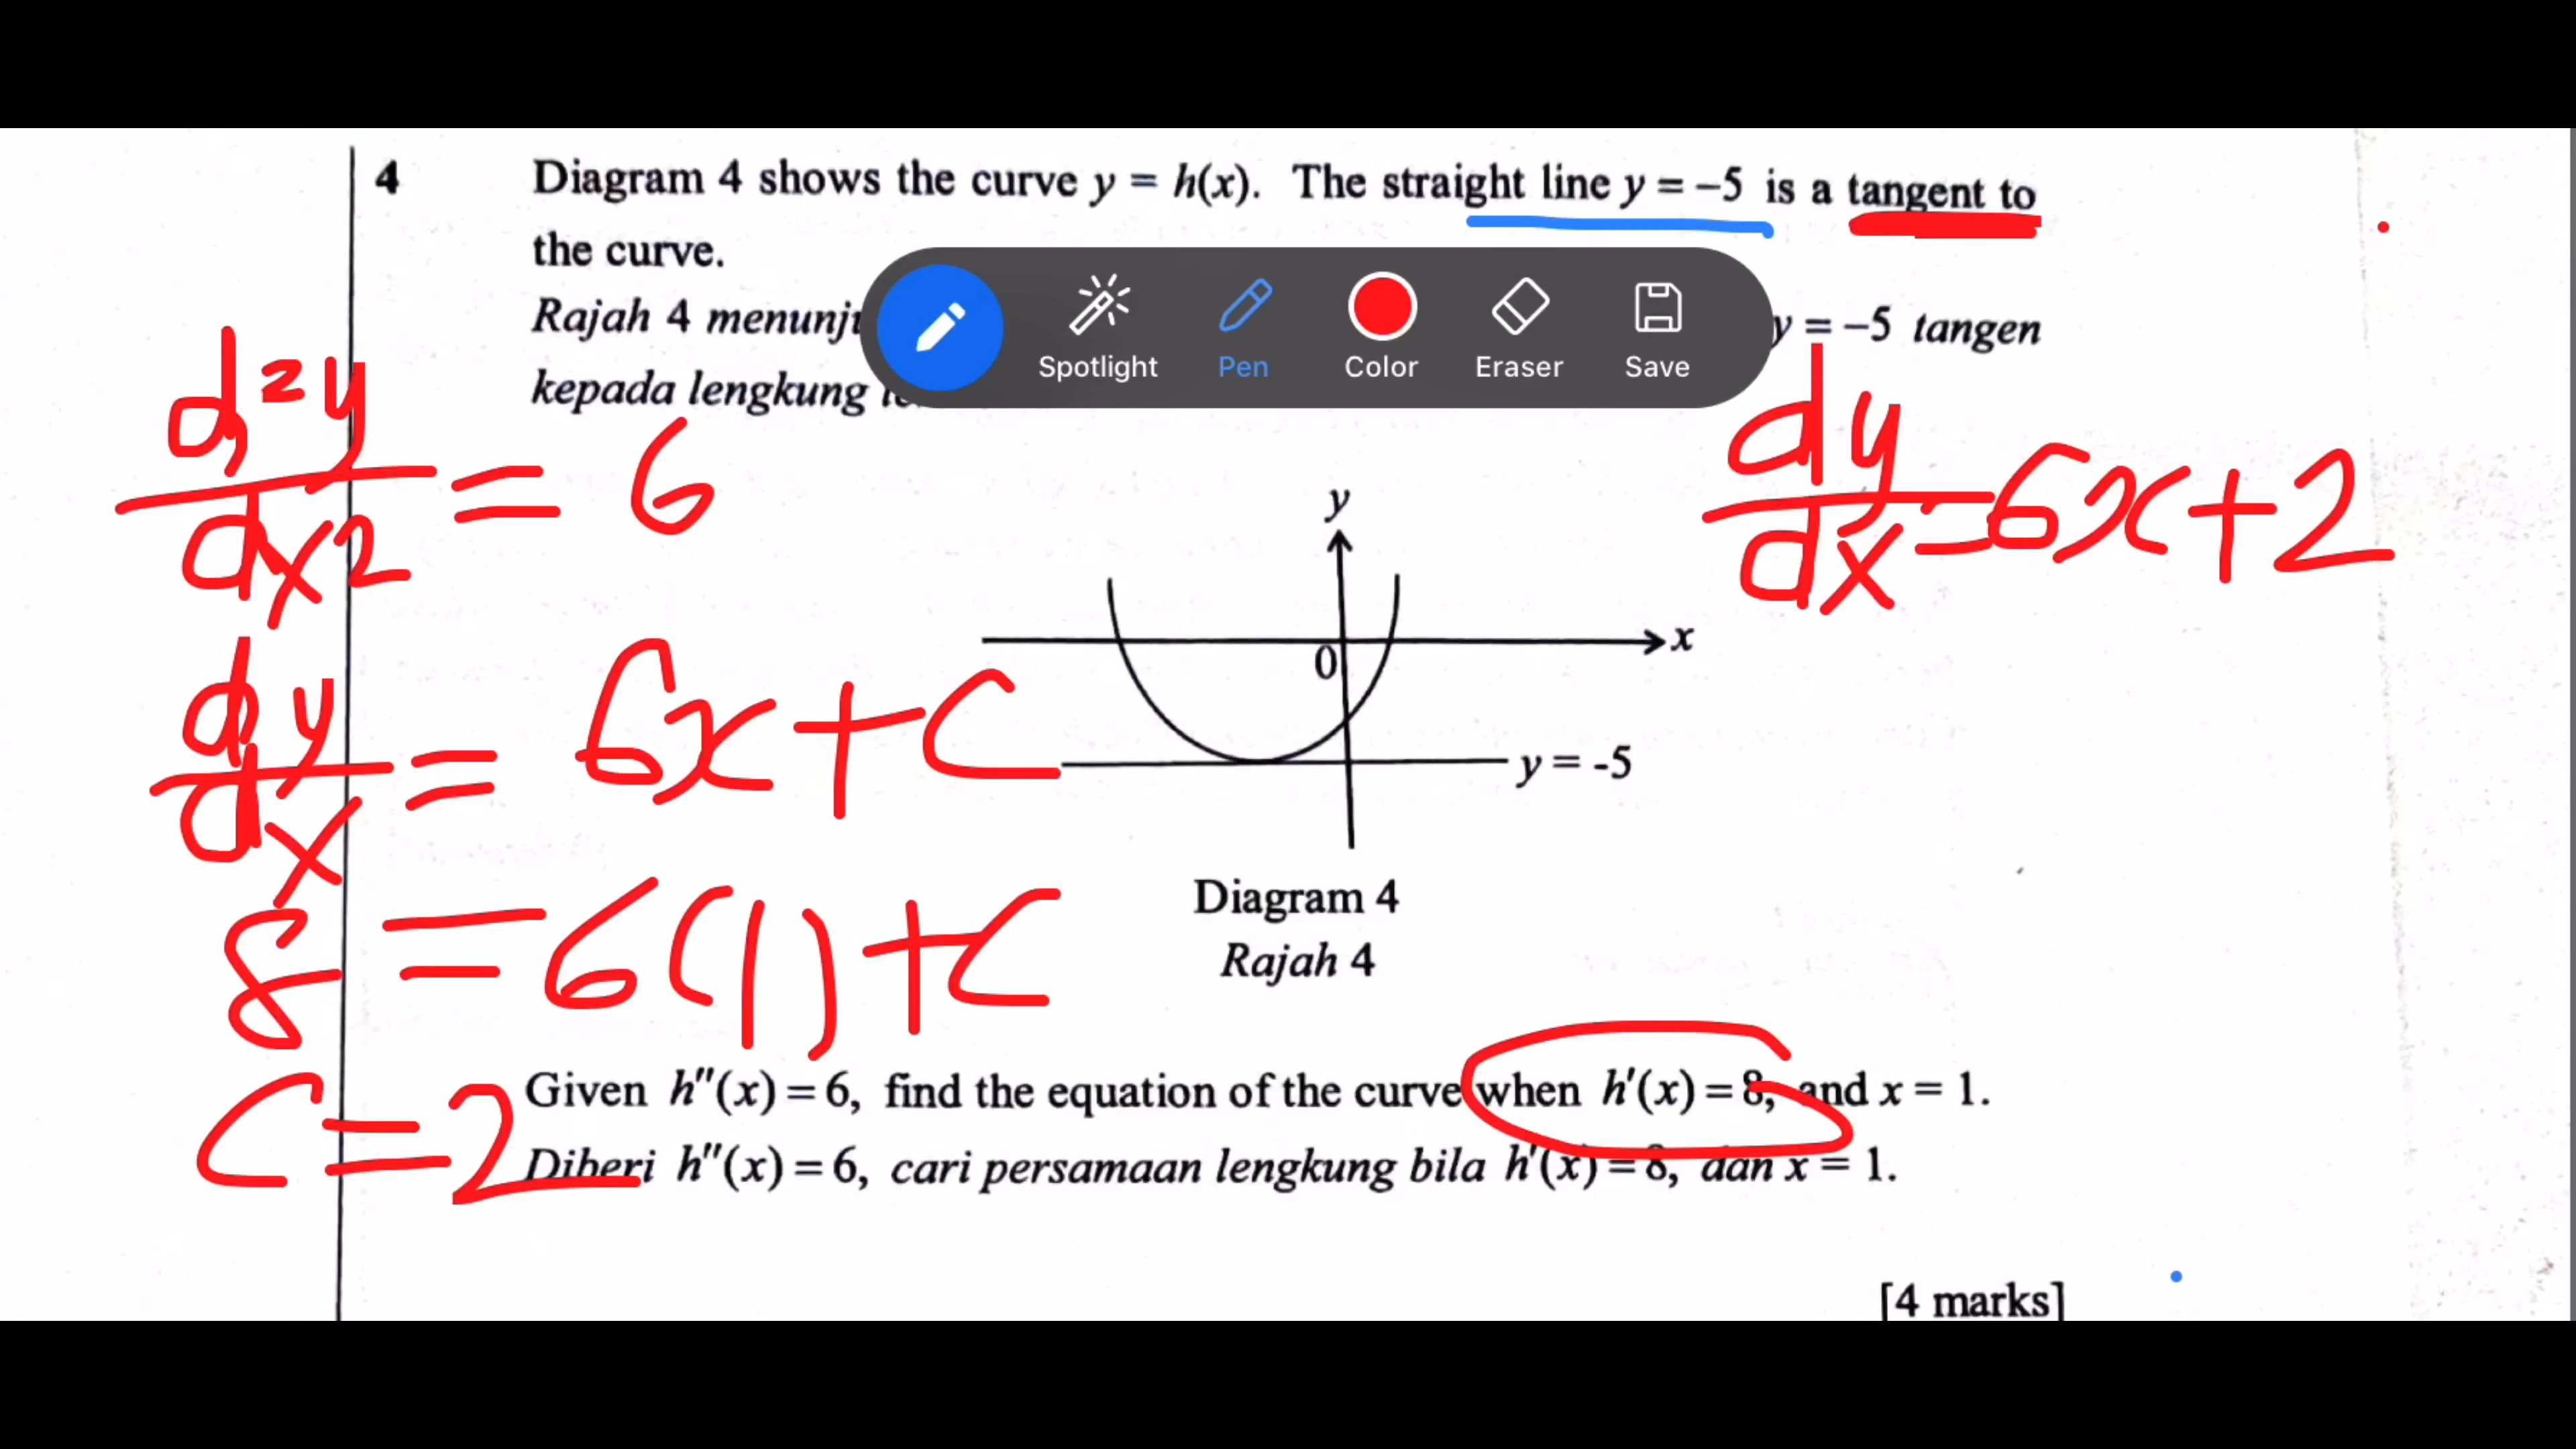 4 Diagram 4 shows the curve y = h(x). The straight line y = −5 is a tangent to
the curve.
Rajah 4 menunju y = −5 tangen
kepada lengkung
Spotlight Pen Color Eraser Save
d²y/dx2 = 6
dy/dx = 6x+2
y
x
0
dy/dx = 6x+C
y = -5
8 = 6(1)+C
Diagram 4
Rajah 4
C=2
Given h″(x) = 6, find the equation of the curve when h′(x) = 8, and x = 1.
Diberi h″(x) = 6, cari persamaan lengkung bila h′(x) = 8, dan x = 1.
[4 marks]